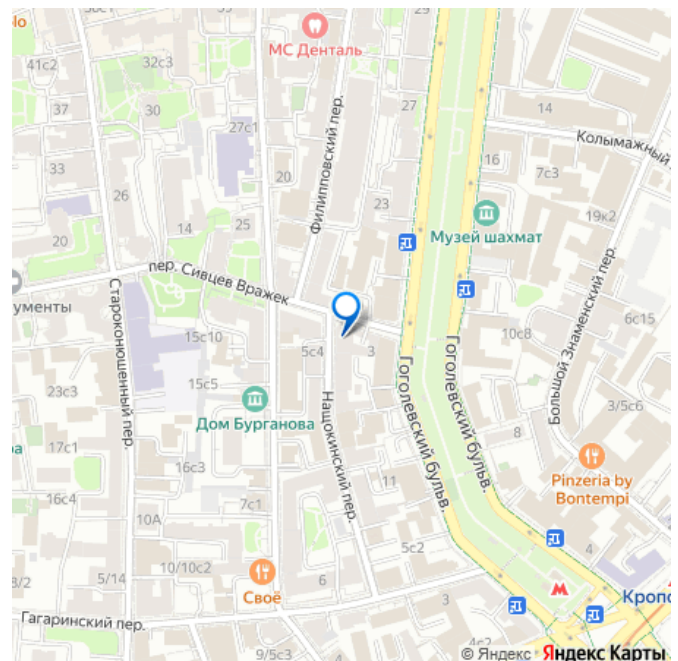 olo
38с1
41с2
32с3
МС Денталь
37
30
27с1
29
14
Колымажный
Филипповский пер.
33
26
20
16
7с3
23
19к2
14
25
Музей шахмат
20
пер. Сивцев Вражек
ументы
Староконюшенный пер.
15с10
5с4
3
10с8
6с15
Большой Знаменский пер.
Гоголевский бульв.
Гоголевский бульв.
23с3
15с5
Дом Бурганова
Нащокинский пер.
3/5с6
8
17с1
ра
16с3
Pinzeria by
Bontempi
16с4
7с1
11
10А
5с2
4
8/2
5/14
10/10с2
Своё
6
Кропо
Гагаринский пер.
9/5с3
4с2
© Яндекс Яндекс Карты